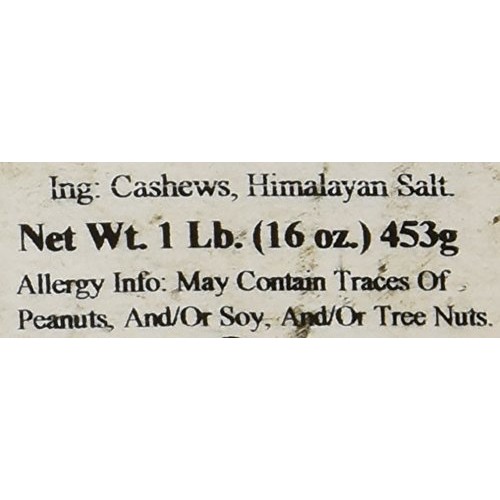 Ing: Cashews, Himalayan Salt.
Net Wt. 1 Lb. (16 oz.) 453g
Allergy Info: May Contain Traces Of
Peanuts, And/Or Soy, And/Or Tree Nuts.